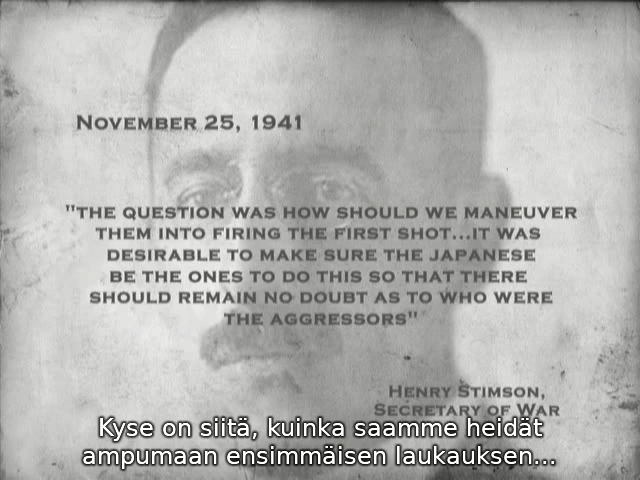 NOVEMBER 25, 1941
"THE QUESTION WAS HOW SHOULD WE MANEUVER
THEM INTO FIRING THE FIRST SHOT...IT WAS
DESIRABLE TO MAKE SURE THE JAPANESE
BE THE ONES TO DO THIS SO THAT THERE
SHOULD REMAIN NO DOUBT AS TO WHO WERE
THE AGGRESSORS"
HENRY STIMSON,
SECRETARY OF WAR
Kyse on siitä, kuinka saamme heidät
ampumaan ensimmäisen laukauksen...